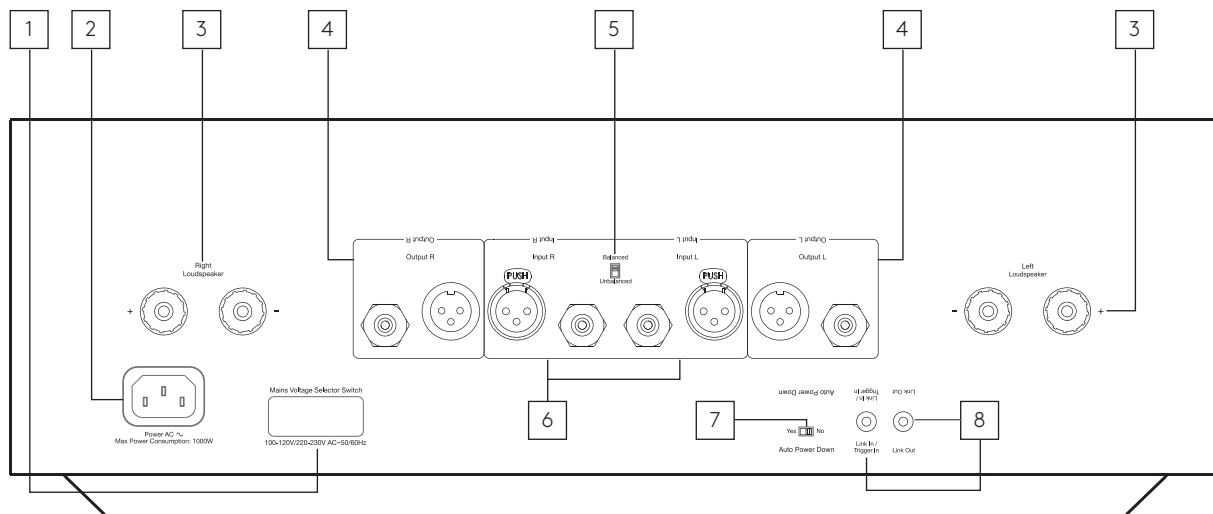 1
2
3
4
5
4
3
Output R
Input R
Input L
Output L
Right
Loudspeaker
Output R
Input R
Balanced
Unbalanced
Input L
Output L
Left
Loudspeaker
PUSH
PUSH
+
-
-
+
Power AC ~
Max Power Consumption: 1000W
Mains Voltage Selector Switch
100-120V/220-230V AC~50/60Hz
6
7
Auto Power Down
Link In /
Trigger In
Link Out
8
Yes
No
Auto Power Down
Link In /
Trigger In
Link Out